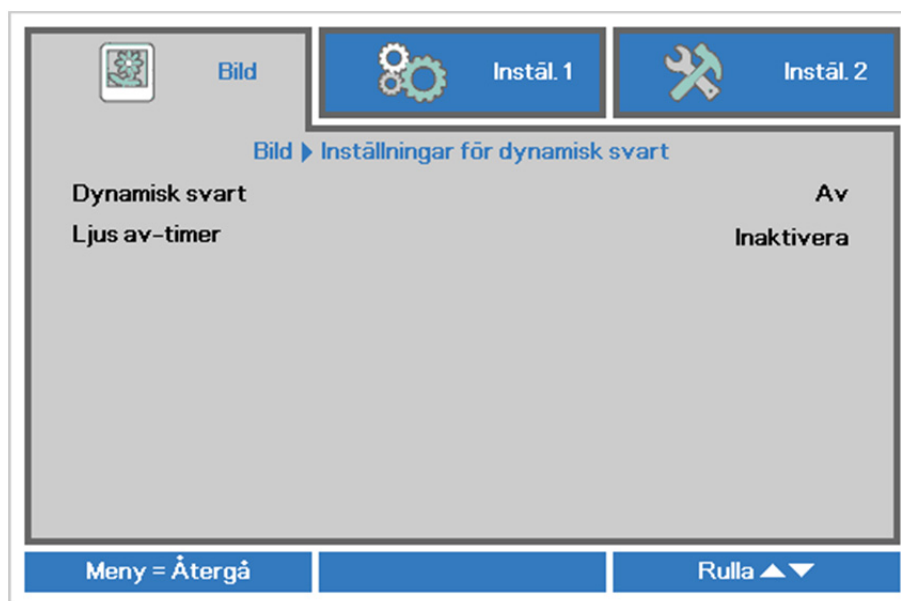 Bild
Instäl. 1
Instäl. 2
Bild ▶ Inställningar för dynamisk svart
Dynamisk svart Av
Ljus av-timer Inaktivera
Meny = Återgå
Rulla ▲▼